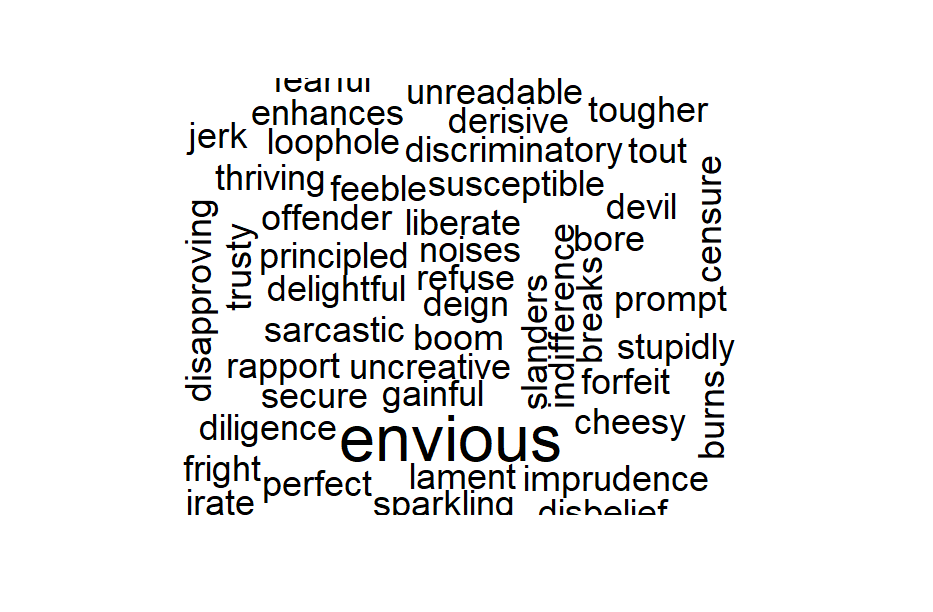 fearful
unreadable
enhances
derisive
tougher
jerk
loophole
discriminatory
tout
thriving
feeble
susceptible
censure
disapproving
trusty
offender
liberate
devil
principled
noises
indifference
bore
delightful
refuse
deign
slanders
breaks
prompt
sarcastic
boom
stupidly
rapport
uncreative
secure
gainful
forfeit
burns
diligence
envious
cheesy
fright
perfect
lament
imprudence
irate
sparkling
disbelief